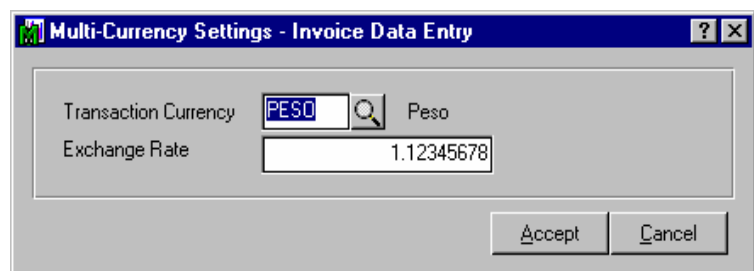 Multi-Currency Settings - Invoice Data Entry ? ×
Transaction Currency PESO Peso
Exchange Rate 1.12345678
Accept Cancel